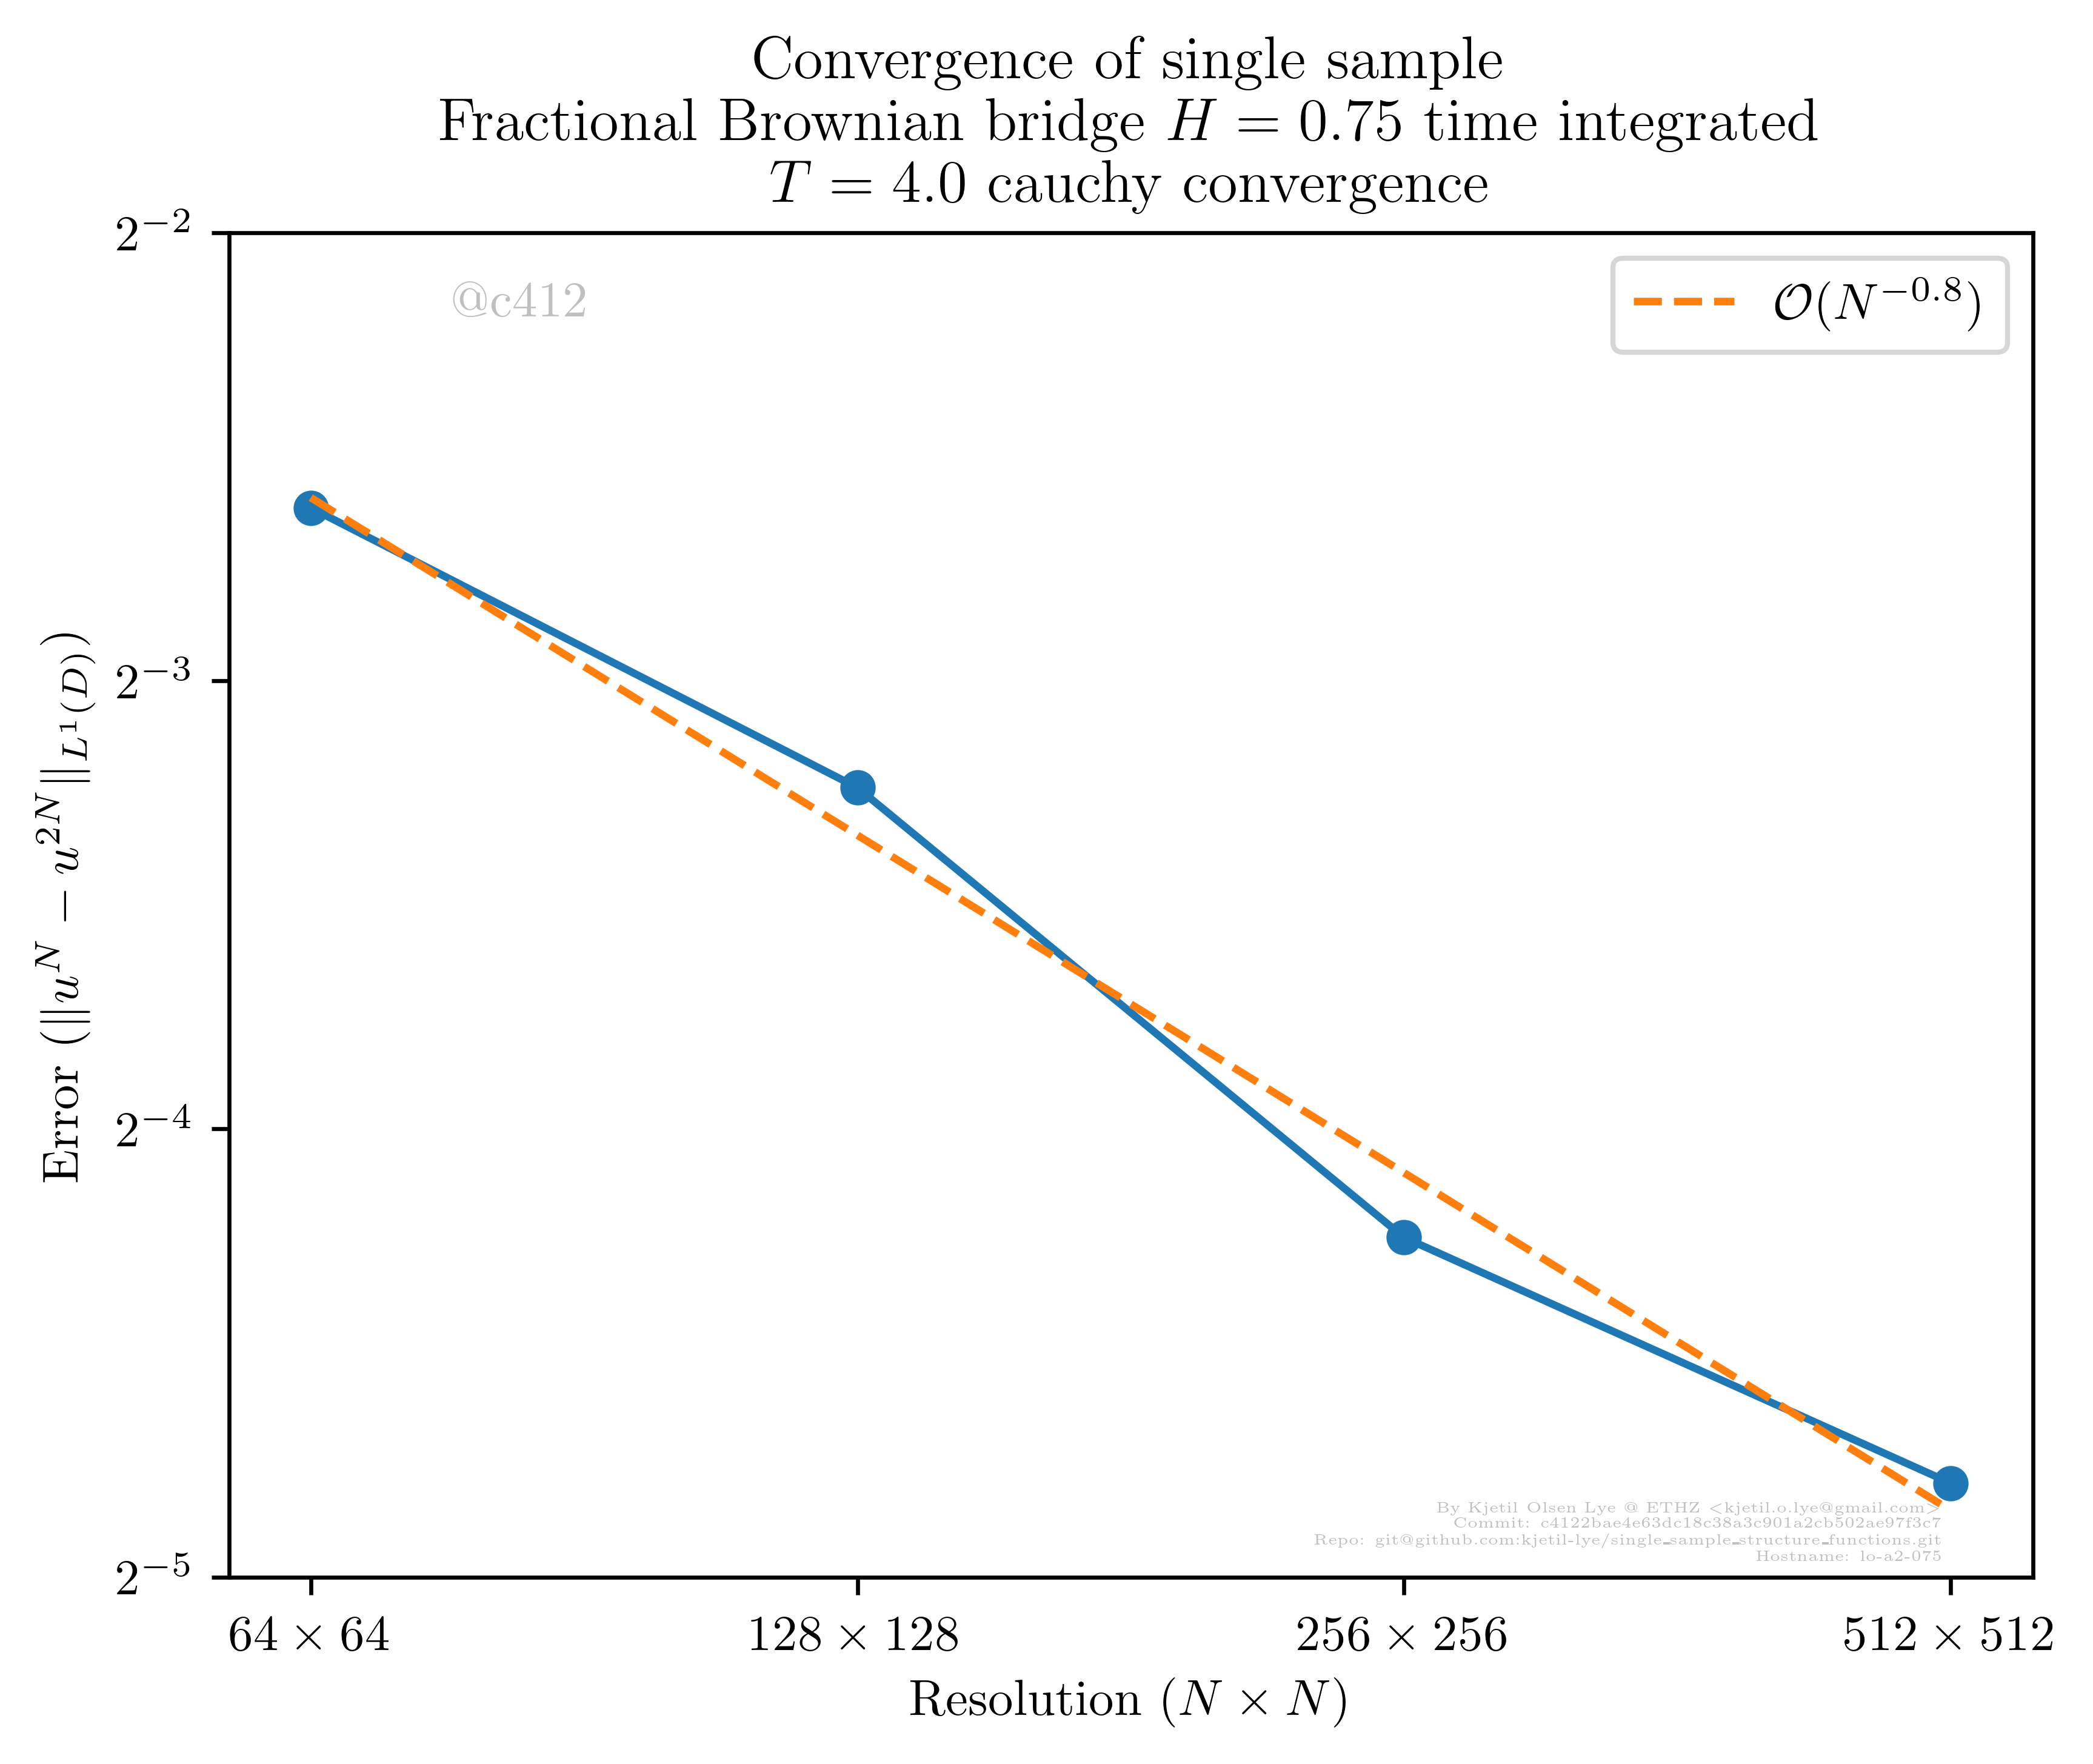 Convergence of single sample
Fractional Brownian bridge H = 0.75 time integrated
T = 4.0 cauchy convergence
2⁻²
@c412
𝒪(N⁻⁰·⁸)
2⁻³
Error (‖u^N − u^{2N}‖_{L¹(D)})
2⁻⁴
By Kjetil Olsen Lye @ ETHZ <kjetil.o.lye@gmail.com>
Commit: c4122bae4e63dc18c38a3c901a2cb502ae97f3c7
Repo: git@github.com:kjetil-lye/single_sample_structure_functions.git
Hostname: lo-a2-075
2⁻⁵
64 × 64 128 × 128 256 × 256 512 × 512
Resolution (N × N)